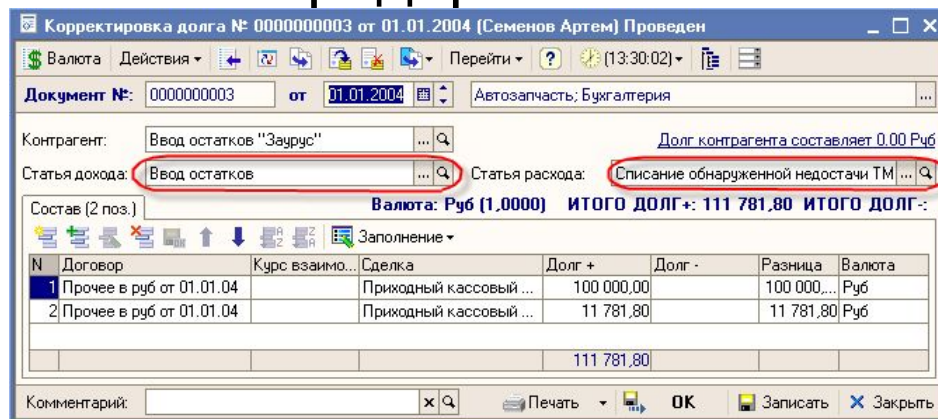 Корректировка долга № 0000000003 от 01.01.2004 (Семенов Артем) Проведен
Валюта Действия Перейти (13:30:02)
Документ №: 0000000003 от 01.01.2004 Автозапчасть; Бухгалтерия ...
Контрагент: Ввод остатков "Заурус" ... Долг контрагента составляет 0.00 Руб
Статья дохода: Ввод остатков ... Статья расхода: Списание обнаруженной недостачи ТМ ...
Состав (2 поз.) Валюта: Руб (1,0000) ИТОГО ДОЛГ+: 111 781,80 ИТОГО ДОЛГ-:
Заполнение
N Договор Курс взаимо... Сделка Долг + Долг - Разница Валюта
1 Прочее в руб от 01.01.04 Приходный кассовый ... 100 000,00 100 000,... Руб
2 Прочее в руб от 01.01.04 Приходный кассовый ... 11 781,80 11 781,80 Руб
111 781,80
Комментарий: Печать OK Записать Закрыть